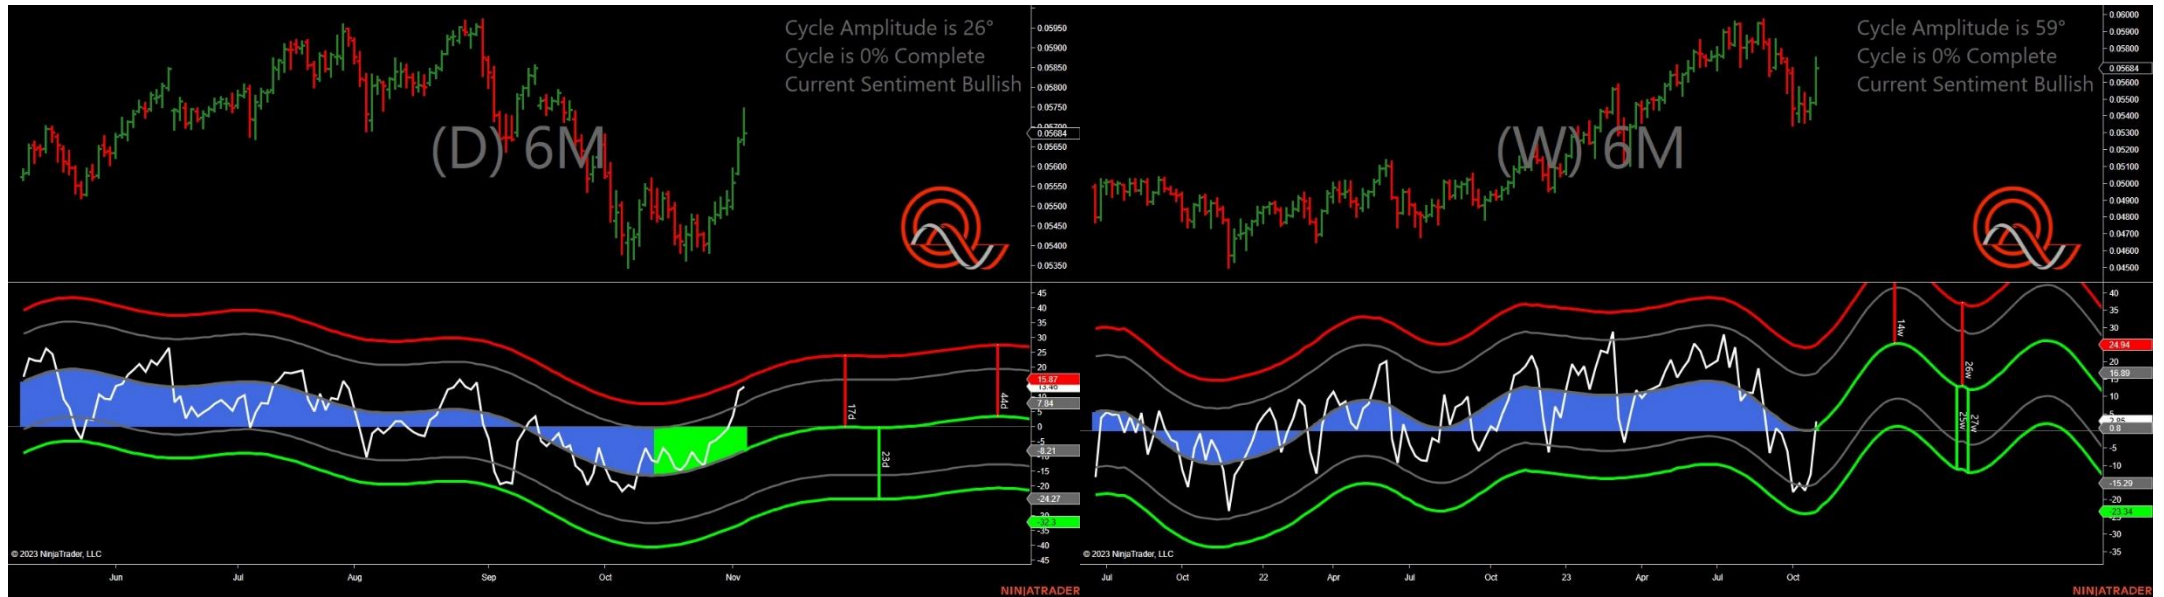 Cycle Amplitude is 26°
Cycle is 0% Complete
Current Sentiment Bullish
(D) 6M
0.05950
0.05900
0.05850
0.05800
0.05750
0.05684
0.05650
0.05600
0.05550
0.05500
0.05450
0.05400
0.05350
45
40
35
30
25
20
15.87
13.46
7.84
5
0
-5
-8.21
-15
-20
-24.27
-32.3
-35
-40
-45
17d
23d
44d
© 2023 NinjaTrader, LLC
Jun
Jul
Aug
Sep
Oct
Nov
NINJATRADER
Cycle Amplitude is 59°
Cycle is 0% Complete
Current Sentiment Bullish
(W) 6M
0.06000
0.05900
0.05800
0.05684
0.05600
0.05500
0.05400
0.05300
0.05200
0.05100
0.05000
0.04900
0.04800
0.04700
0.04600
0.04500
40
35
30
24.94
20
16.89
10
5
0.8
-5
-10
-15.29
-20
-23.34
-30
-35
14w
26w
25w
27w
© 2023 NinjaTrader, LLC
Jul
Oct
22
Apr
Jul
Oct
23
Apr
Jul
Oct
NINJATRADER